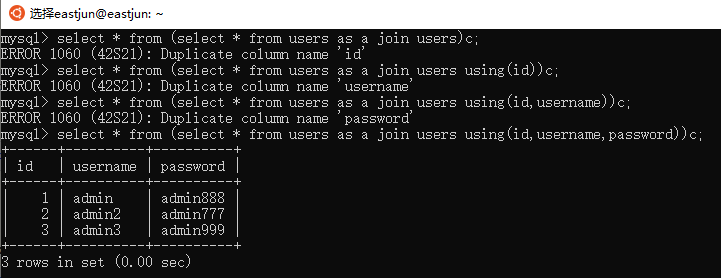 选择eastjun@eastjun: ~
mysql> select * from (select * from users as a join users)c;
ERROR 1060 (42S21): Duplicate column name 'id'
mysql> select * from (select * from users as a join users using(id))c;
ERROR 1060 (42S21): Duplicate column name 'username'
mysql> select * from (select * from users as a join users using(id,username))c;
ERROR 1060 (42S21): Duplicate column name 'password'
mysql> select * from (select * from users as a join users using(id,username,password))c;
+------+----------+----------+
| id   | username | password |
+------+----------+----------+
|    1 | admin    | admin888 |
|    2 | admin2   | admin777 |
|    3 | admin3   | admin999 |
+------+----------+----------+
3 rows in set (0.00 sec)